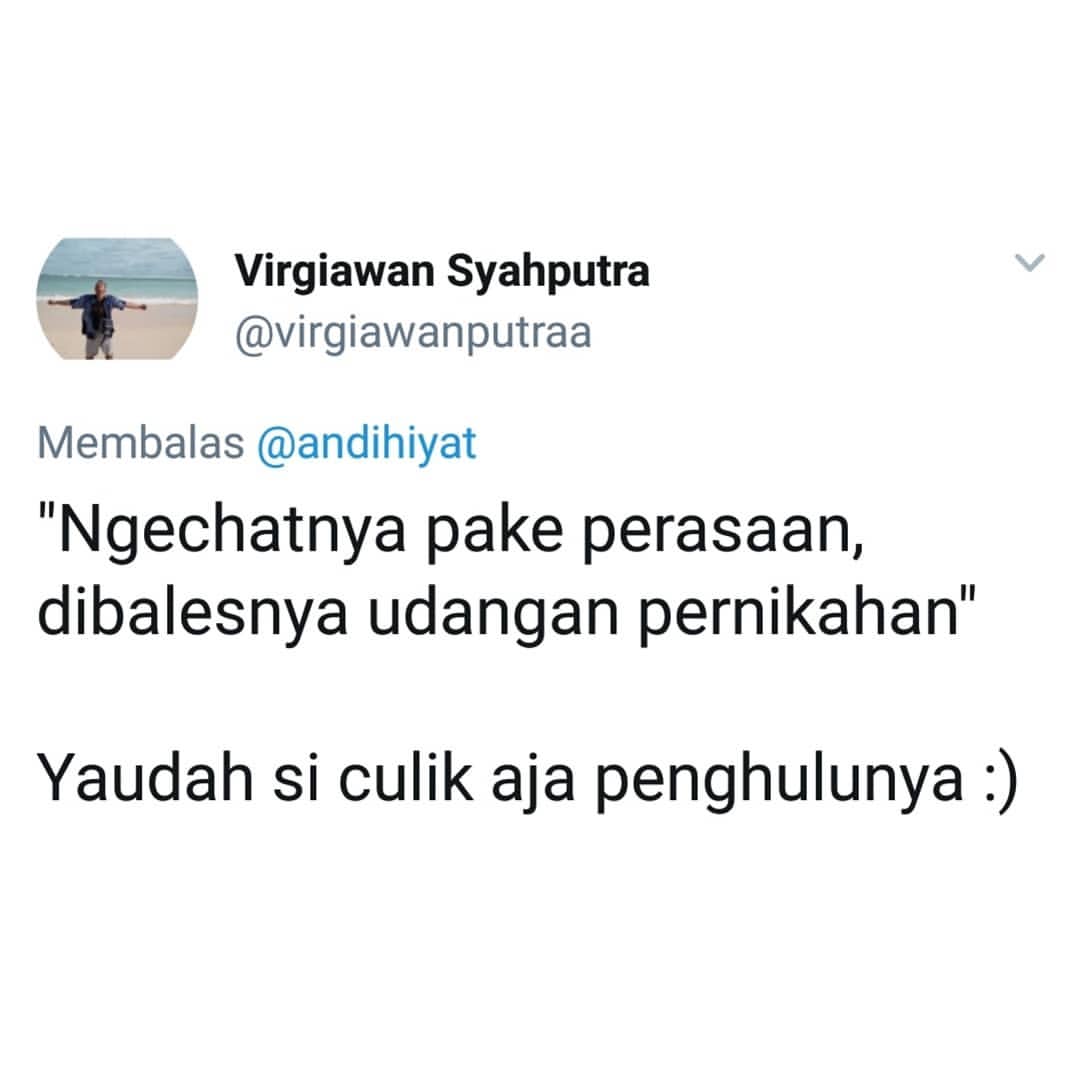 Virgiawan Syahputra
@virgiawanputraa
Membalas @andihiyat
"Ngechatnya pake perasaan,
dibalesnya udangan pernikahan"
Yaudah si culik aja penghulunya :)